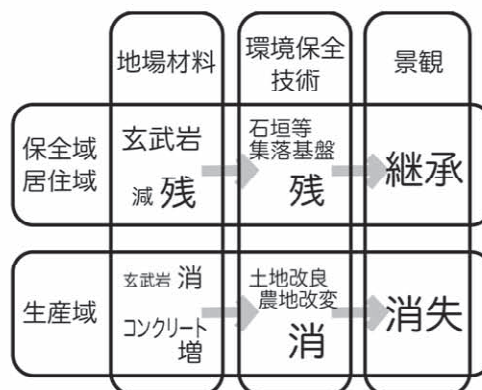 地場材料
環境保全
技術
景観
保全域
居住域
玄武岩
減 残
石垣等
集落基盤
残
継承
生産域
玄武岩 消
コンクリート
増
土地改良
農地改変
消
消失